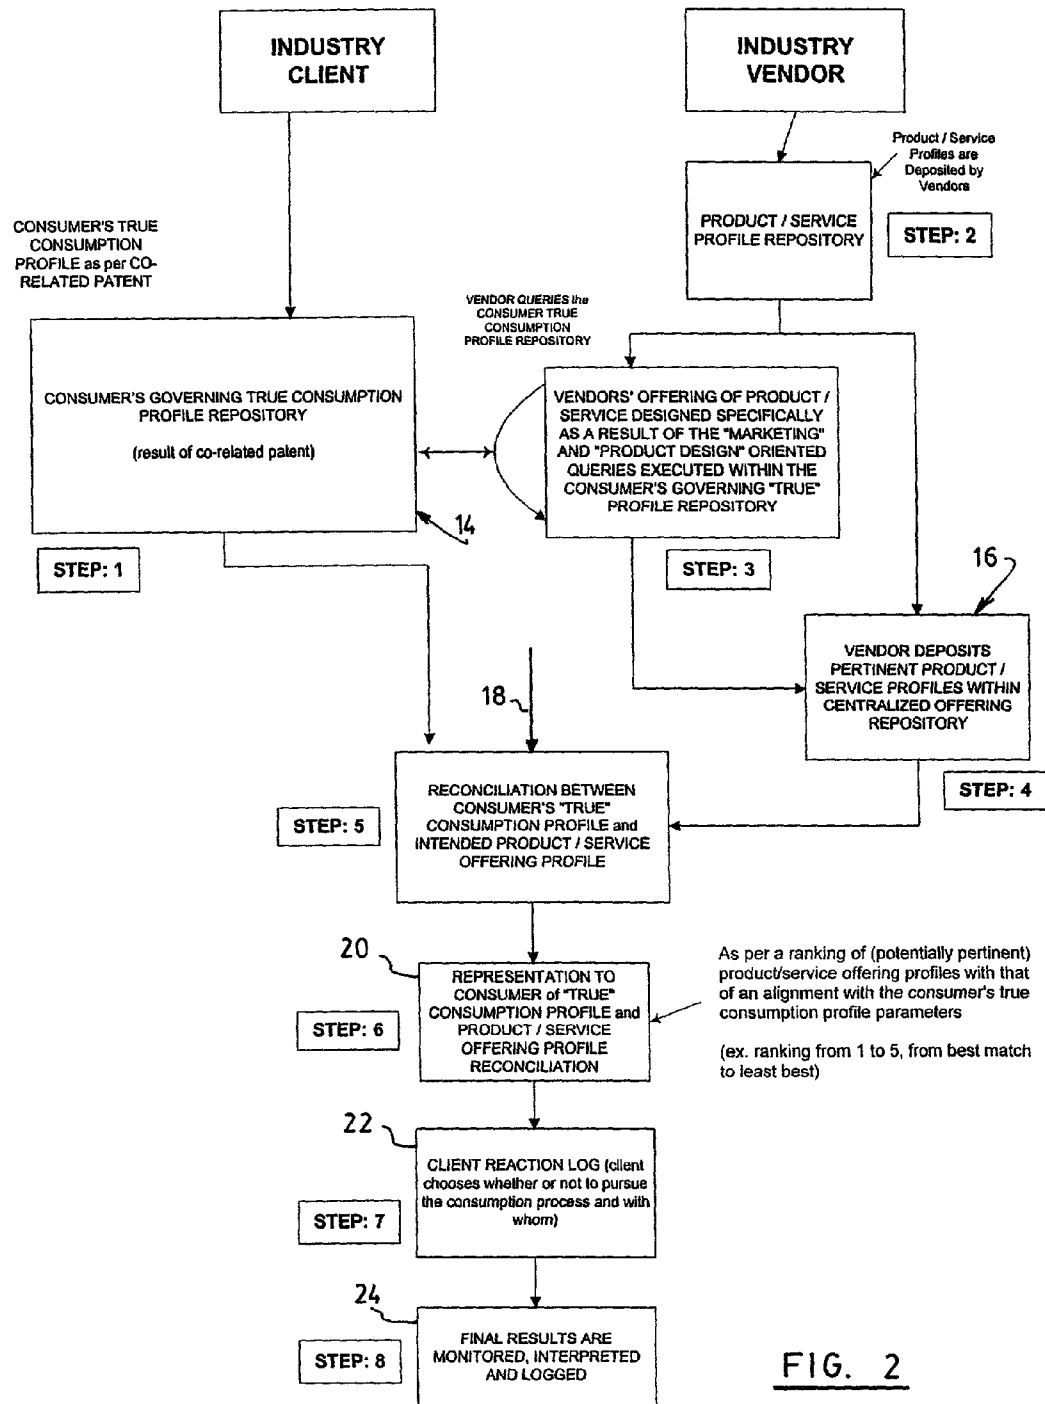 INDUSTRY
CLIENT
INDUSTRY
VENDOR
Product / Service
Profiles are
Deposited by
Vendors
PRODUCT / SERVICE
PROFILE REPOSITORY
STEP: 2
CONSUMER'S TRUE
CONSUMPTION
PROFILE as per CO-
RELATED PATENT
VENDOR QUERIES the
CONSUMER TRUE
CONSUMPTION
PROFILE REPOSITORY
CONSUMER'S GOVERNING TRUE CONSUMPTION
PROFILE REPOSITORY
(result of co-related patent)
VENDORS' OFFERING OF PRODUCT /
SERVICE DESIGNED SPECIFICALLY
AS A RESULT OF THE "MARKETING"
AND "PRODUCT DESIGN" ORIENTED
QUERIES EXECUTED WITHIN THE
CONSUMER'S GOVERNING "TRUE"
PROFILE REPOSITORY
14
STEP: 1
STEP: 3
16
VENDOR DEPOSITS
PERTINENT PRODUCT /
SERVICE PROFILES WITHIN
CENTRALIZED OFFERING
REPOSITORY
18
STEP: 4
STEP: 5
RECONCILIATION BETWEEN
CONSUMER'S "TRUE"
CONSUMPTION PROFILE and
INTENDED PRODUCT / SERVICE
OFFERING PROFILE
20
REPRESENTATION TO
CONSUMER of "TRUE"
CONSUMPTION PROFILE and
PRODUCT / SERVICE
OFFERING PROFILE
RECONCILIATION
STEP: 6
As per a ranking of (potentially pertinent)
product/service offering profiles with that
of an alignment with the consumer's true
consumption profile parameters
(ex. ranking from 1 to 5, from best match
to least best)
22
CLIENT REACTION LOG (client
chooses whether or not to pursue
the consumption process and with
whom)
STEP: 7
24
FINAL RESULTS ARE
MONITORED, INTERPRETED
AND LOGGED
STEP: 8
FIG. 2